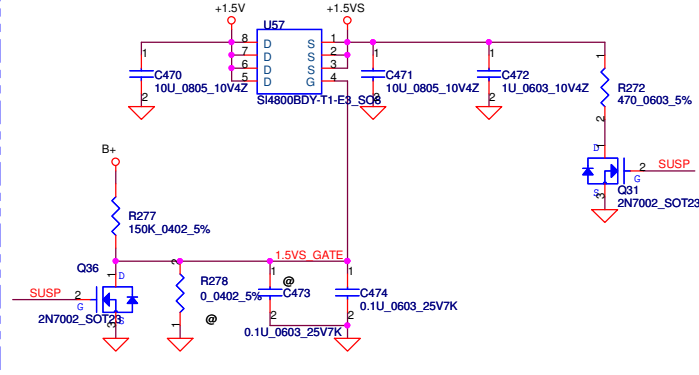 +1.5V
+1.5VS
U57
8 D S 1
7 D S 2
6 D S 3
5 D G 4
SI4800BDY-T1-E3_SO8
1
C470
10U_0805_10V4Z
2
1
C471
10U_0805_10V4Z
2
1
C472
1U_0603_10V4Z
2
1
R272
470_0603_5%
2
1
D
2
SUSP
G
S
3
Q31
2N7002_SOT23
B+
R277
150K_0402_5%
1.5VS_GATE
Q36
1
D
SUSP
2
G
2N7002_SOT23
3
S
2
R278
0_0402_5%
1
@
1
@
C473
2
0.1U_0603_25V7K
1
C474
0.1U_0603_25V7K
2